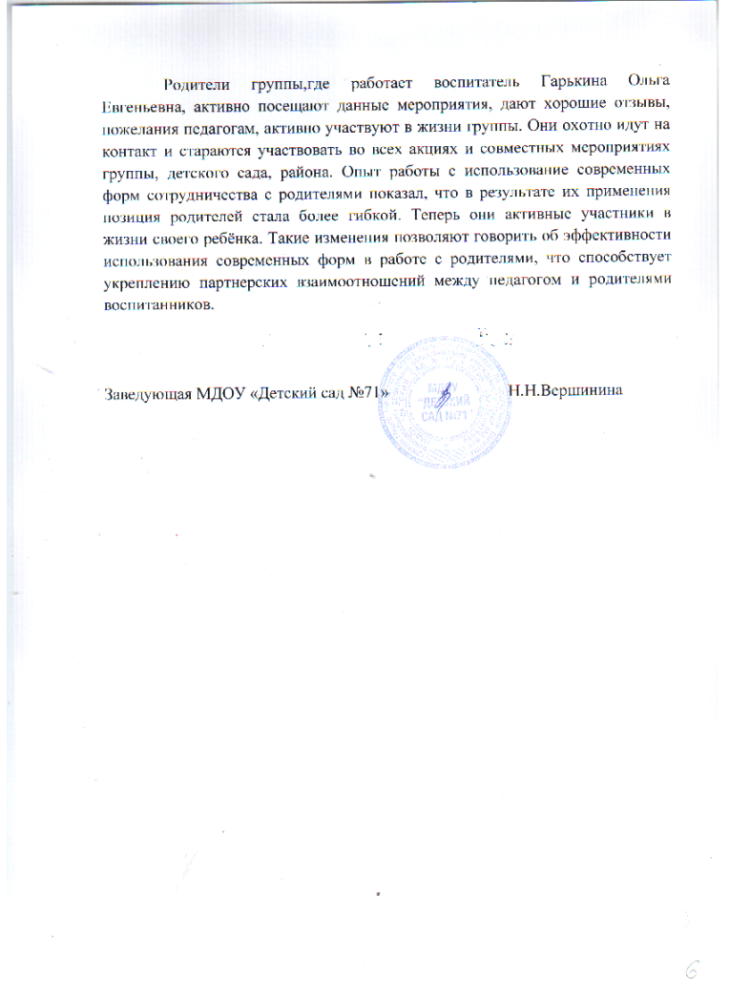 Родители группы,где работает воспитатель Гарькина Ольга
Евгеньевна, активно посещают данные мероприятия, дают хорошие отзывы,
пожелания педагогам, активно участвуют в жизни группы. Они охотно идут на
контакт и стараются участвовать во всех акциях и совместных мероприятиях
группы, детского сада, района. Опыт работы с использование современных
форм сотрудничества с родителями показал, что в результате их применения
позиция родителей стала более гибкой. Теперь они активные участники в
жизни своего ребёнка. Такие изменения позволяют говорить об эффективности
использования современных форм в работе с родителями, что способствует
укреплению партнерских взаимоотношений между педагогом и родителями
воспитанников.
Заведующая МДОУ «Детский сад №71» Н.Н.Вершинина
МДОУ
"ДЕТСКИЙ
САД №71"
6